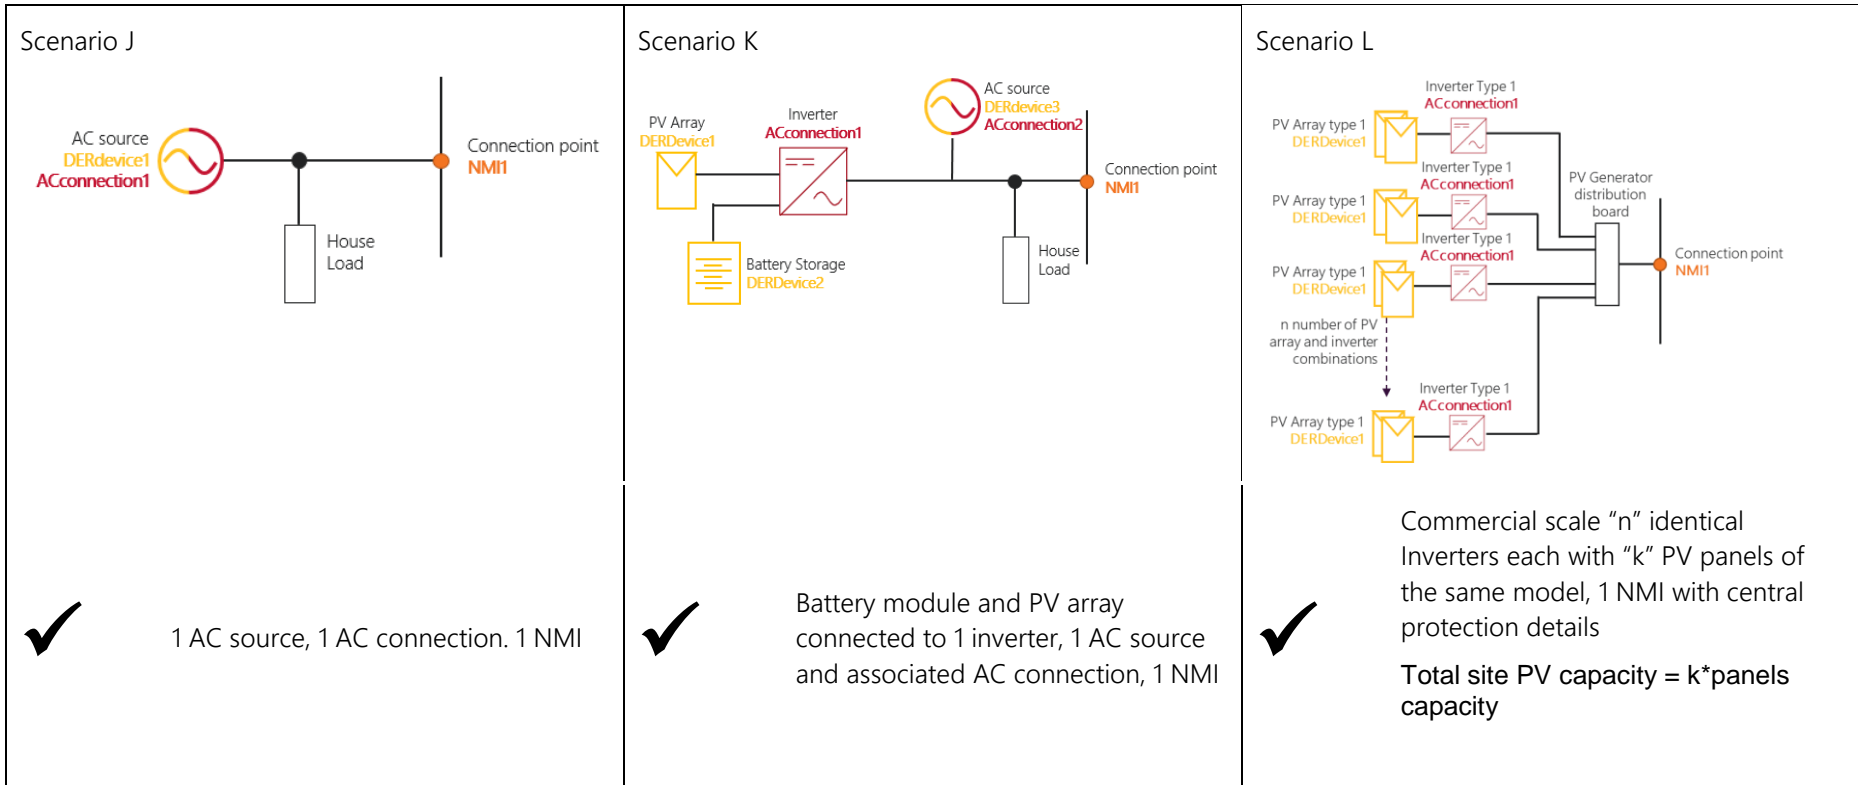 Scenario J
AC source
DERdevice1
ACconnection1
Connection point
NMI1
House
Load
Scenario K
PV Array
DERDevice1
Inverter
ACconnection1
AC source
DERdevice3
ACconnection2
Connection point
NMI1
Battery Storage
DERDevice2
House
Load
Scenario L
Inverter Type 1
ACconnection1
PV Array type 1
DERDevice1
Inverter Type 1
ACconnection1
PV Array type 1
DERDevice1
PV Generator
distribution
board
Inverter Type 1
ACconnection1
PV Array type 1
DERDevice1
Connection point
NMI1
n number of PV
array and inverter
combinations
Inverter Type 1
ACconnection1
PV Array type 1
DERDevice1
1 AC source, 1 AC connection. 1 NMI
Battery module and PV array
connected to 1 inverter, 1 AC source
and associated AC connection, 1 NMI
Commercial scale “n” identical
Inverters each with “k” PV panels of
the same model, 1 NMI with central
protection details
Total site PV capacity = k*panels
capacity